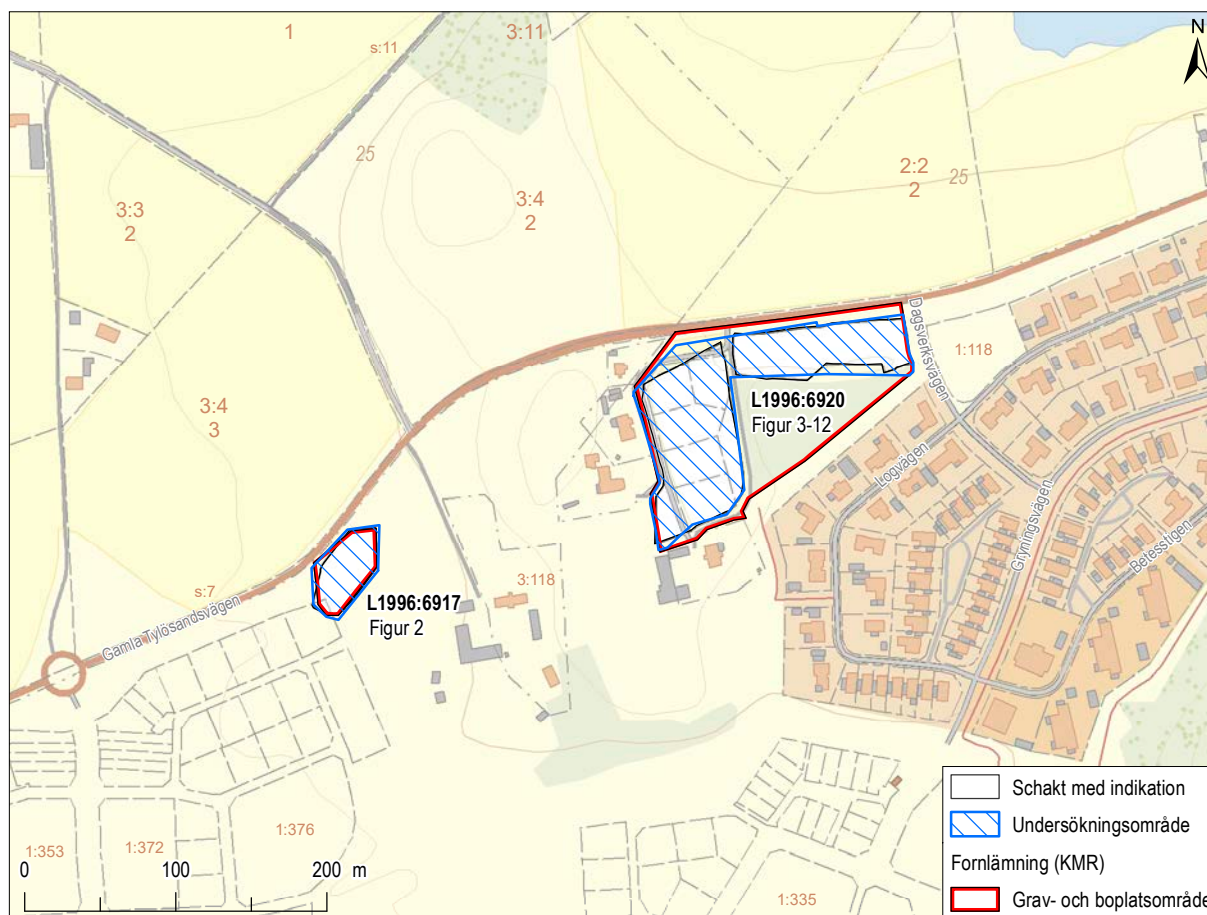 1
s:11
3:11
N
25
3:4
2
2:2
2
25
3:3
2
3:4
3
Dagsverksvägen
1:118
L1996:6920
Figur 3-12
Logvägen
Gryningsvägen
Betesstigen
L1996:6917
Figur 2
3:118
s:7
Gamla Tylösandsvägen
1:376
1:353
1:372
1:335
0 100 200 m
Schakt med indikation
Undersökningsområde
Fornlämning (KMR)
Grav- och boplatsområde